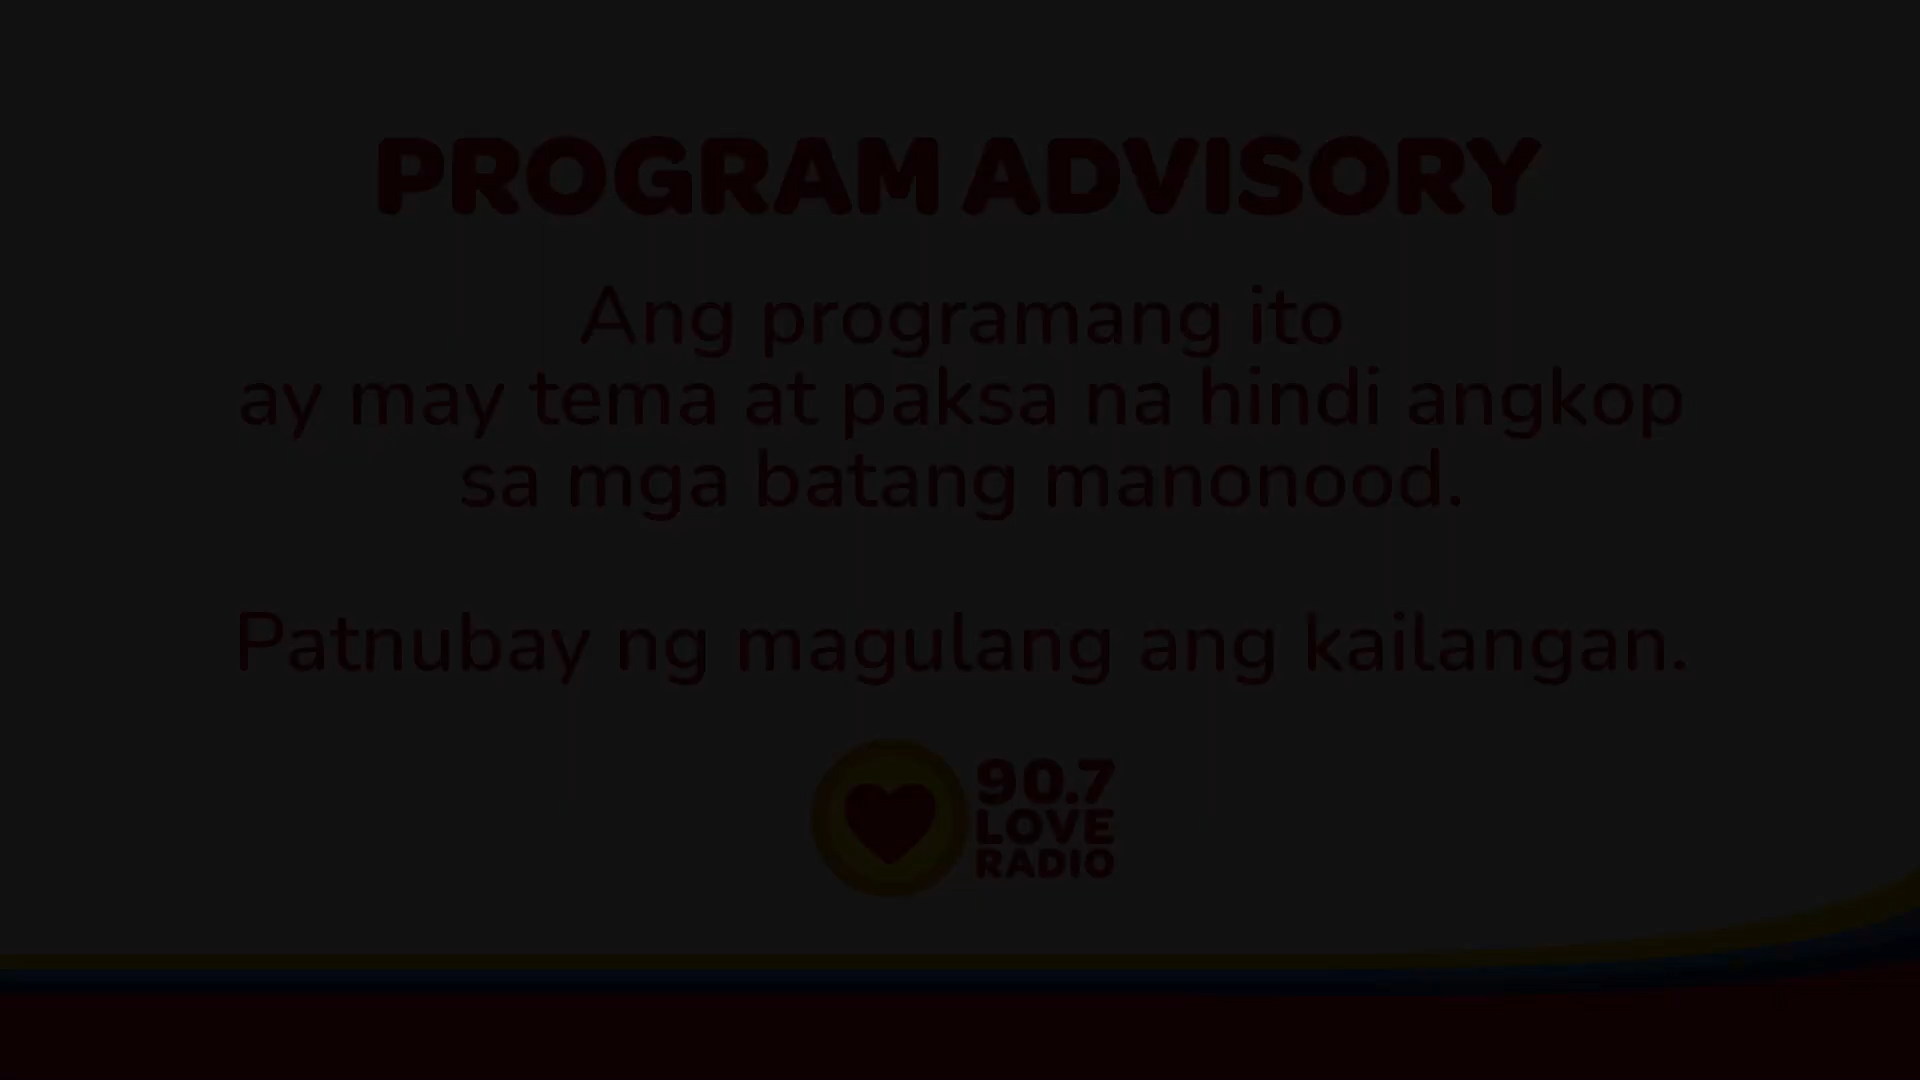 PROGRAM ADVISORY
Ang programang ito
ay may tema at paksa na hindi angkop
sa mga batang manonood.
Patnubay ng magulang ang kailangan.
90.7
LOVE
RADIO